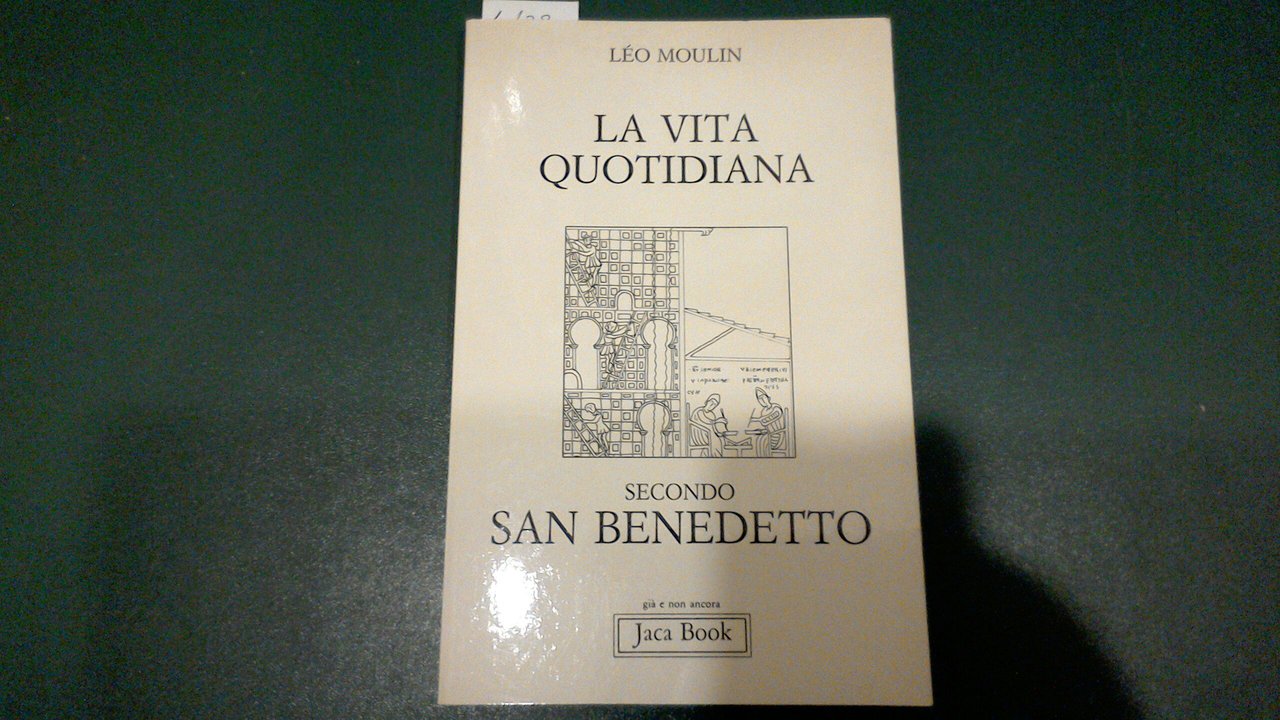 LÉO MOULIN
LA VITA
QUOTIDIANA
SECONDO
SAN BENEDETTO
già e non ancora
Jaca Book